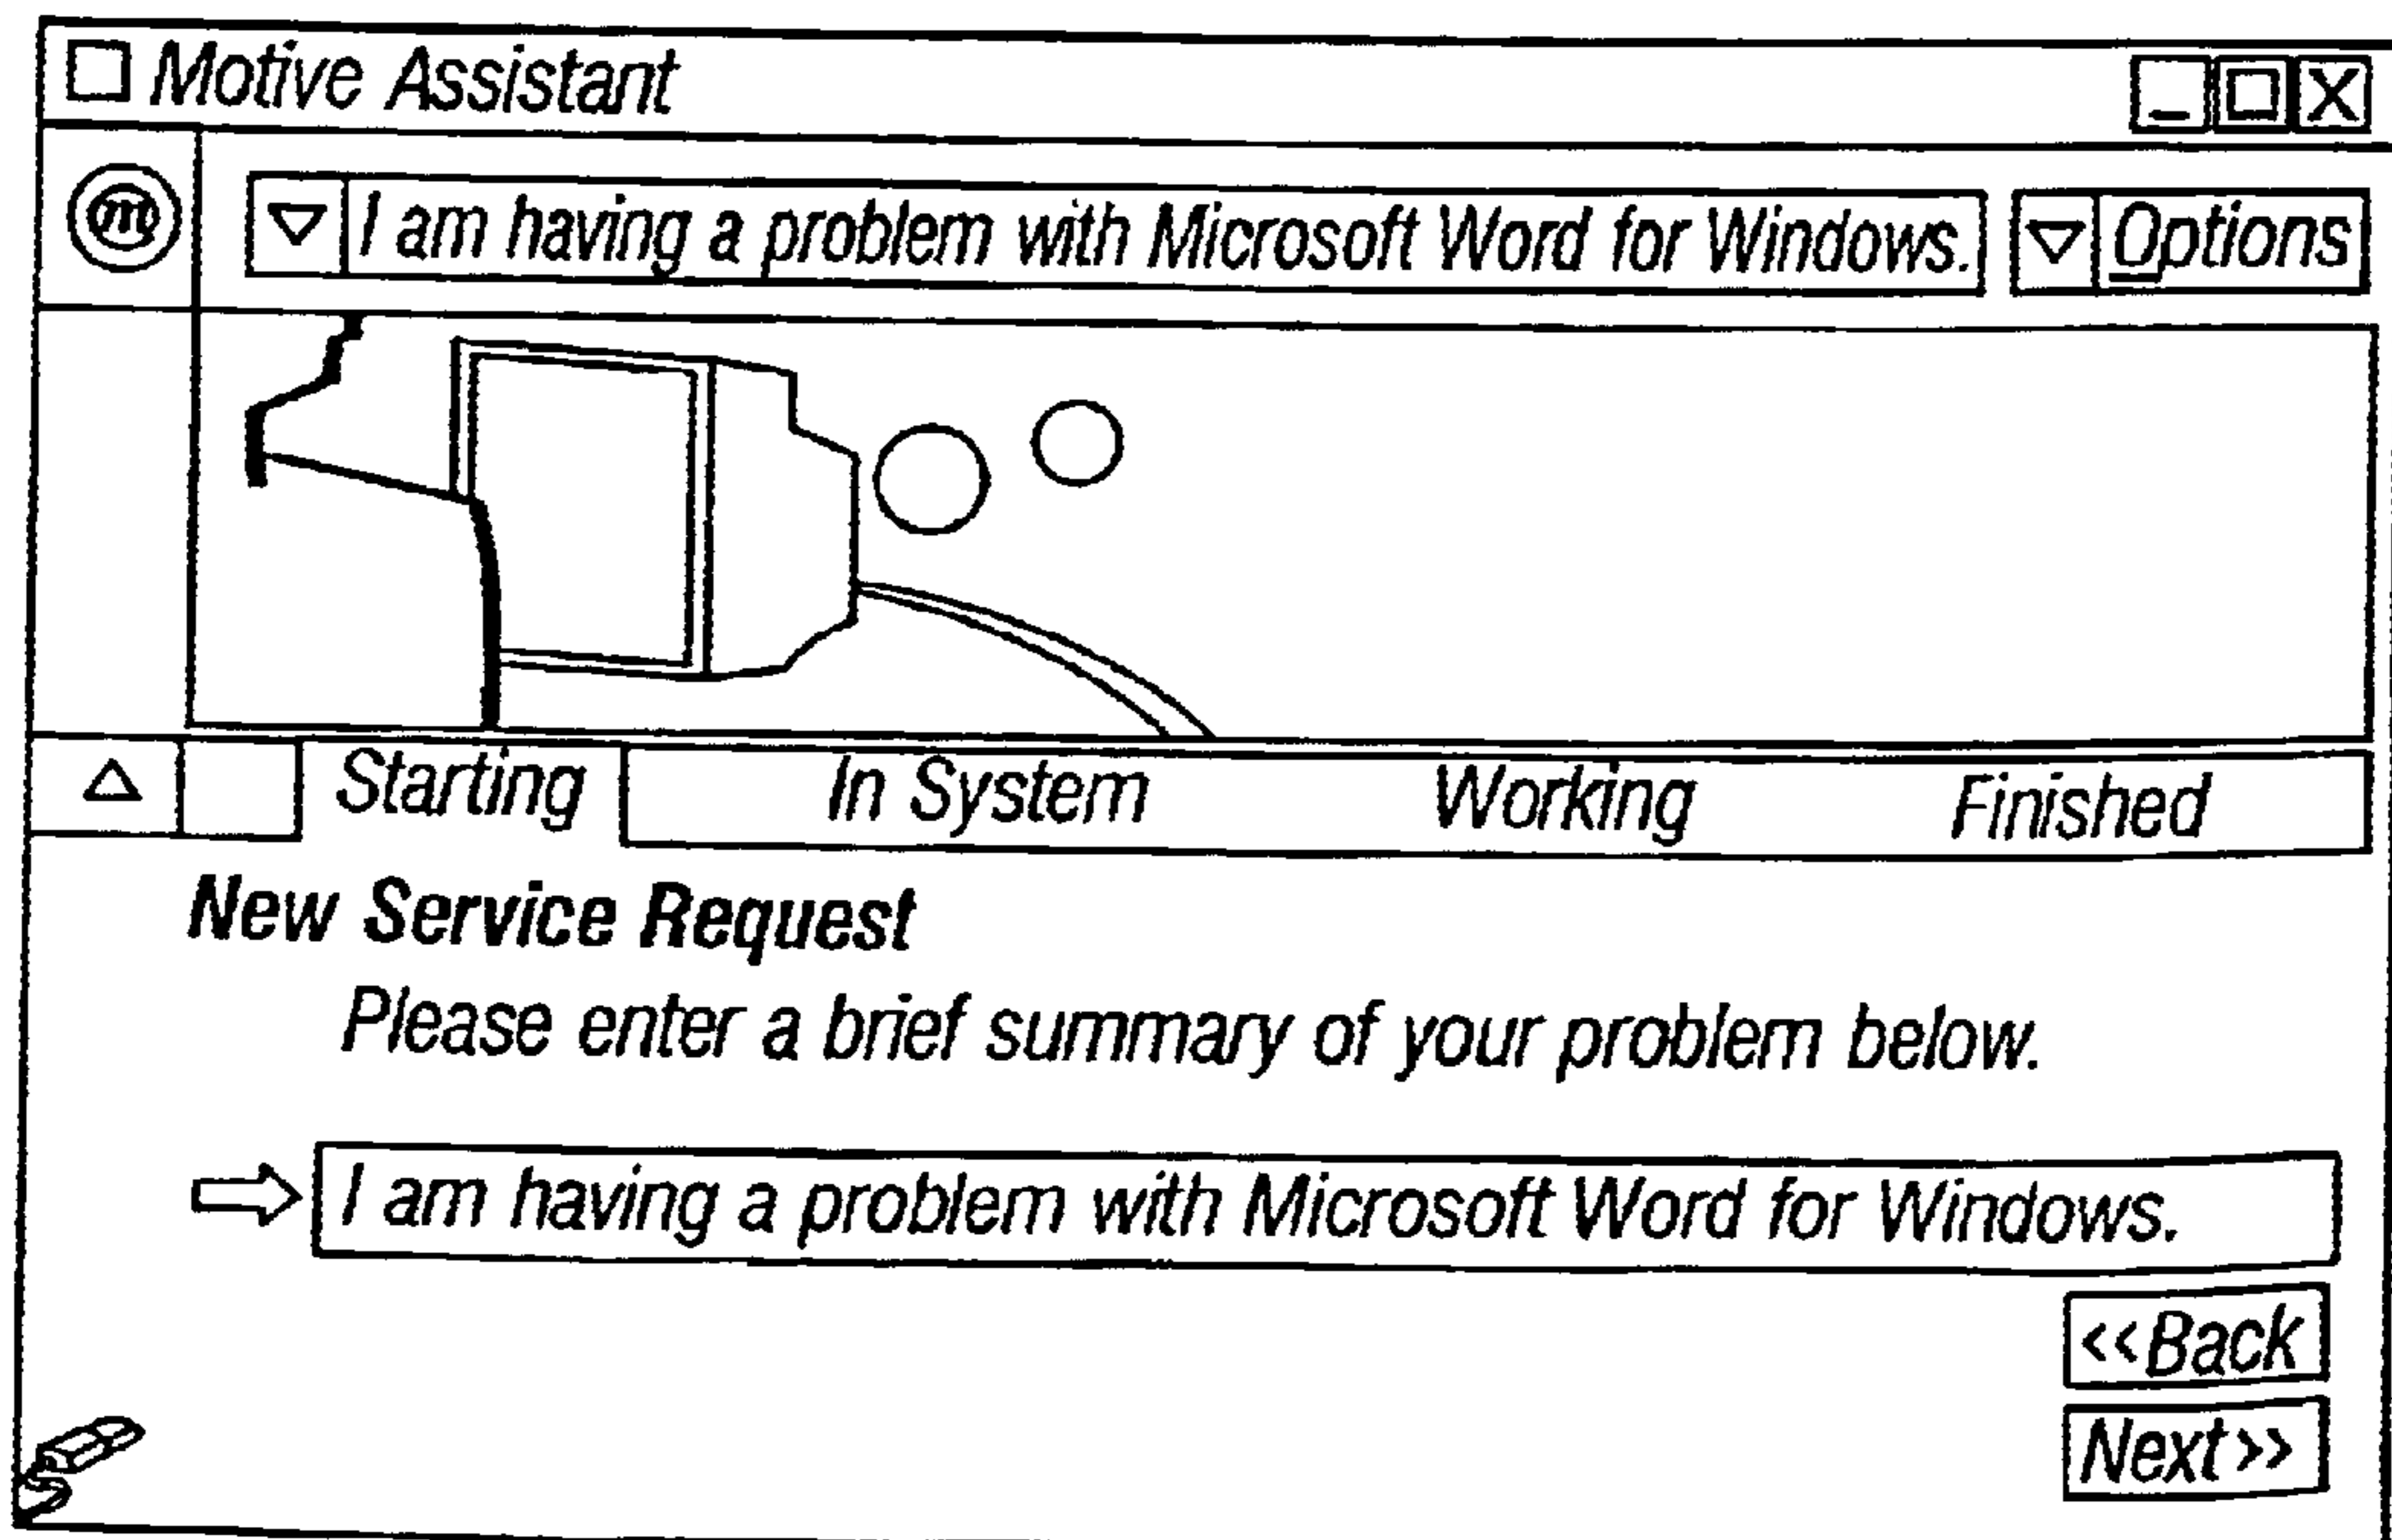 Motive Assistant
m
I am having a problem with Microsoft Word for Windows. Options
Starting In System Working Finished
New Service Request
Please enter a brief summary of your problem below.
I am having a problem with Microsoft Word for Windows.
<<Back
Next>>